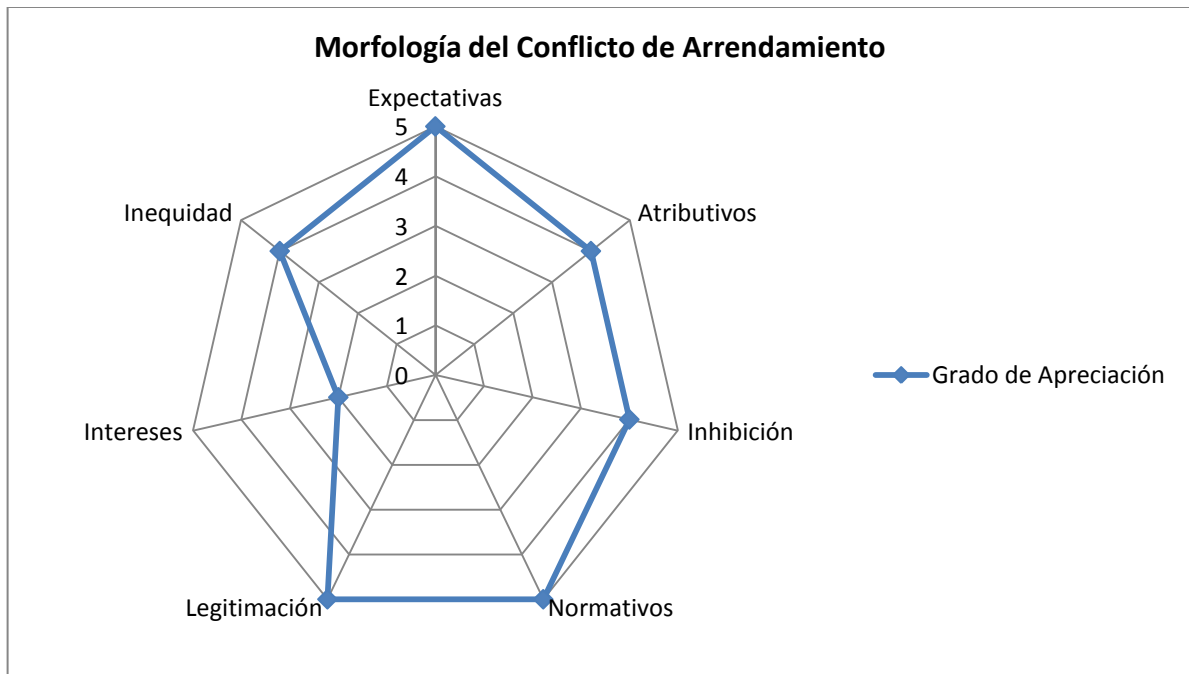 Morfología del Conflicto de Arrendamiento
Expectativas
5
4
3
2
1
0
Inequidad
Atributivos
Intereses
Inhibición
Legitimación
Normativos
Grado de Apreciación